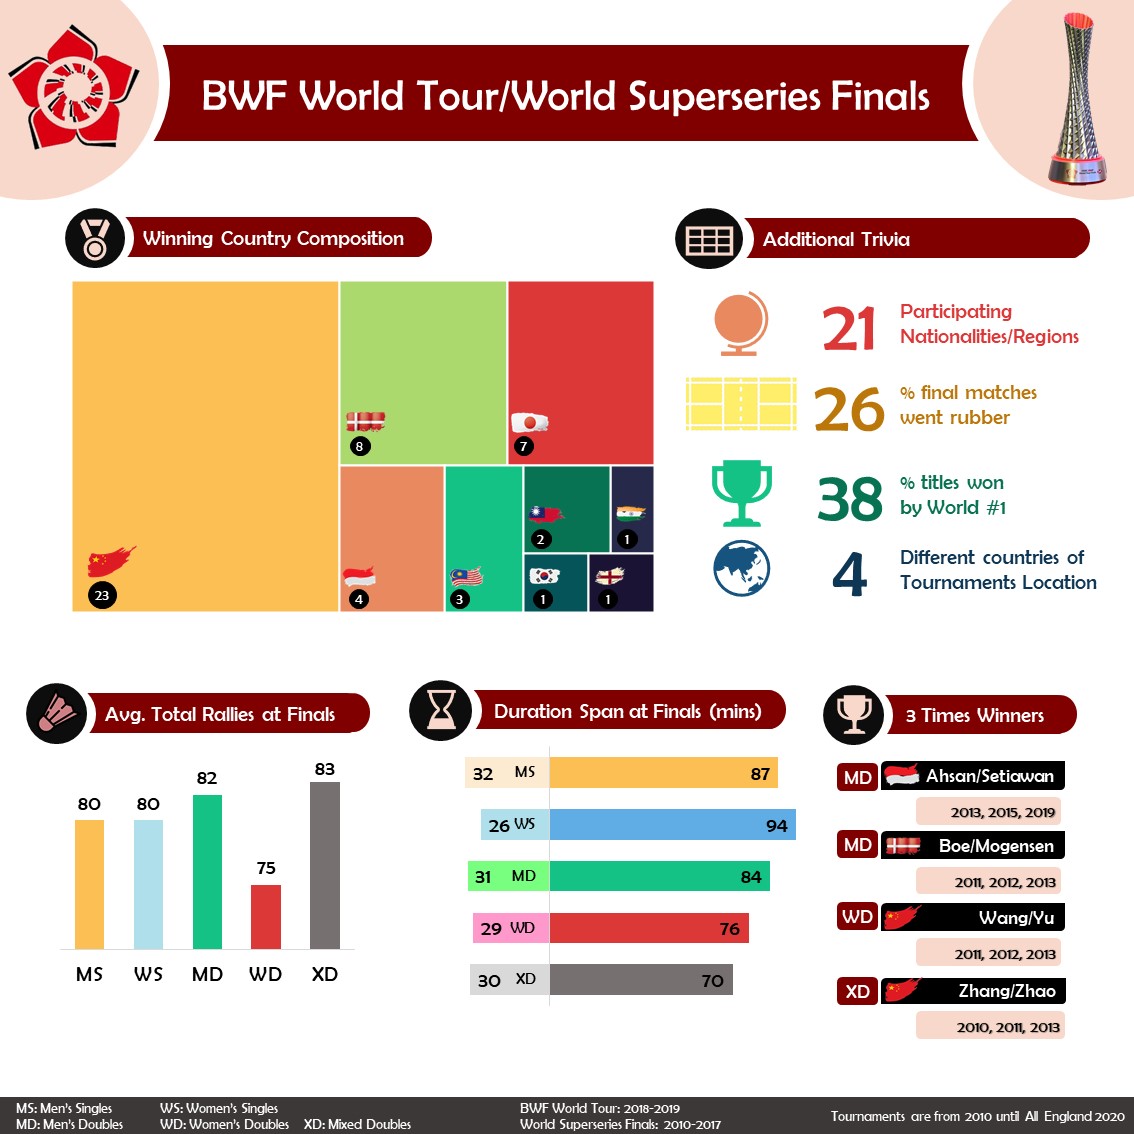 BWF World Tour/World Superseries Finals
Winning Country Composition
8
7
23
4
3
2
1
1
1
Additional Trivia
21
Participating
Nationalities/Regions
26
% final matches
went rubber
38
% titles won
by World #1
4
Different countries of
Tournaments Location
Avg. Total Rallies at Finals
80
80
82
75
83
MS
WS
MD
WD
XD
Duration Span at Finals (mins)
32 MS 87
26 WS 94
31 MD 84
29 WD 76
30 XD 70
3 Times Winners
MD Ahsan/Setiawan
2013, 2015, 2019
MD Boe/Mogensen
2011, 2012, 2013
WD Wang/Yu
2011, 2012, 2013
XD Zhang/Zhao
2010, 2011, 2013
MS: Men's Singles
MD: Men's Doubles
WS: Women's Singles
WD: Women's Doubles
XD: Mixed Doubles
BWF World Tour: 2018-2019
World Superseries Finals: 2010-2017
Tournaments are from 2010 until All England 2020